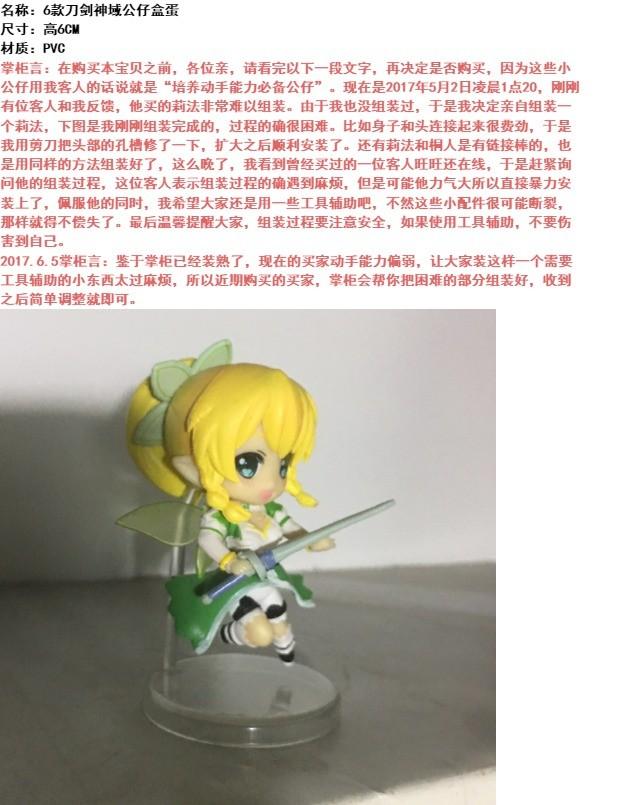 名称：6款刀剑神域公仔盒蛋
尺寸：高6CM
材质：PVC
掌柜言：在购买本宝贝之前，各位亲，请看完以下一段文字，再决定是否购买，因为这些小
公仔用我客人的话说就是“培养动手能力必备公仔”。现在是2017年5月2日凌晨1点20，刚刚
有位客人和我反馈，他买的莉法非常难以组装。由于我也没组装过，于是我决定亲自组装一
个莉法，下图是我刚刚组装完成的，过程的确很困难。比如身子和头连接起来很费劲，于是
我用剪刀把头部的孔槽修了一下，扩大之后顺利安装了。还有莉法和桐人是有链接棒的，也
是用同样的方法组装好了，这么晚了，我看到曾经买过的一位客人旺旺还在线，于是赶紧询
问他的组装过程，这位客人表示组装过程的确遇到麻烦，但是可能他力气大所以直接暴力安
装上了，佩服他的同时，我希望大家还是用一些工具辅助吧，不然这些小配件很可能断裂，
那样就得不偿失了。最后温馨提醒大家，组装过程要注意安全，如果使用工具辅助，不要伤
害到自己。
2017.6.5掌柜言：鉴于掌柜已经装熟了，现在的买家动手能力偏弱，让大家装这样一个需要
工具辅助的小东西太过麻烦，所以近期购买的买家，掌柜会帮你把困难的部分组装好，收到
之后简单调整就即可。